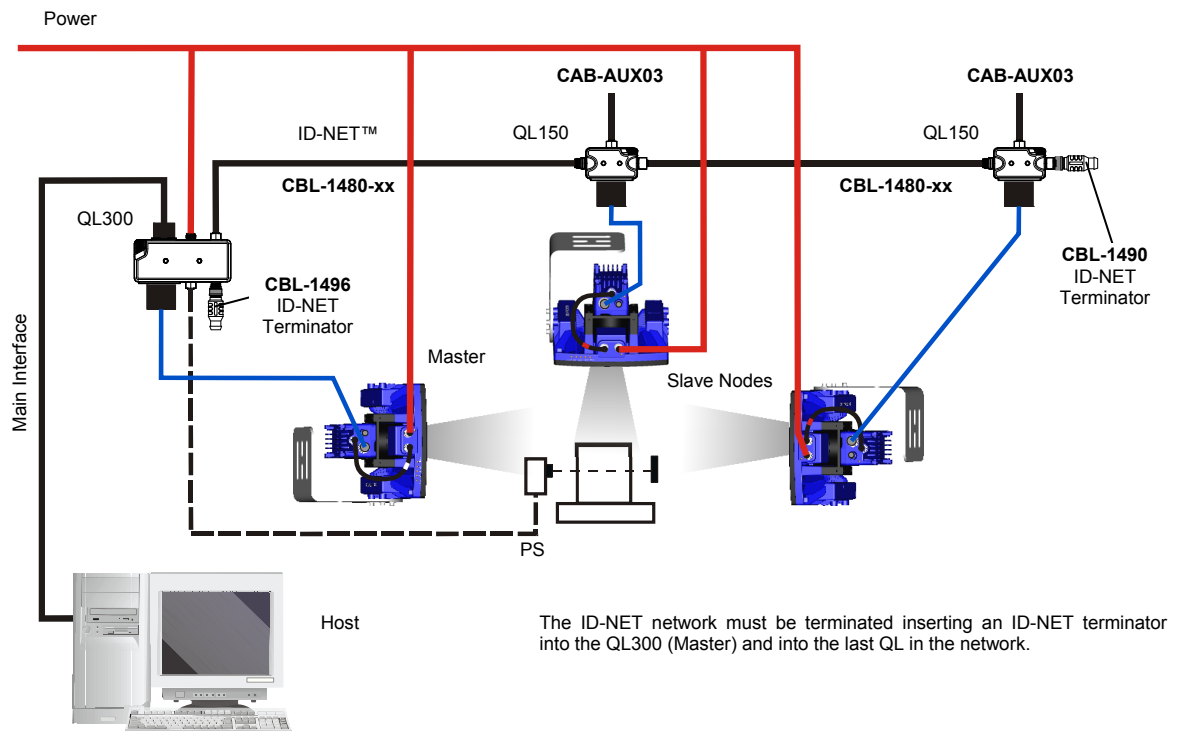 Power
CAB-AUX03
CAB-AUX03
ID-NET™
QL150
QL150
CBL-1480-xx
CBL-1480-xx
QL300
CBL-1496
ID-NET
Terminator
CBL-1490
ID-NET
Terminator
Main Interface
Master
Slave Nodes
PS
Host
The ID-NET network must be terminated inserting an ID-NET terminator
into the QL300 (Master) and into the last QL in the network.